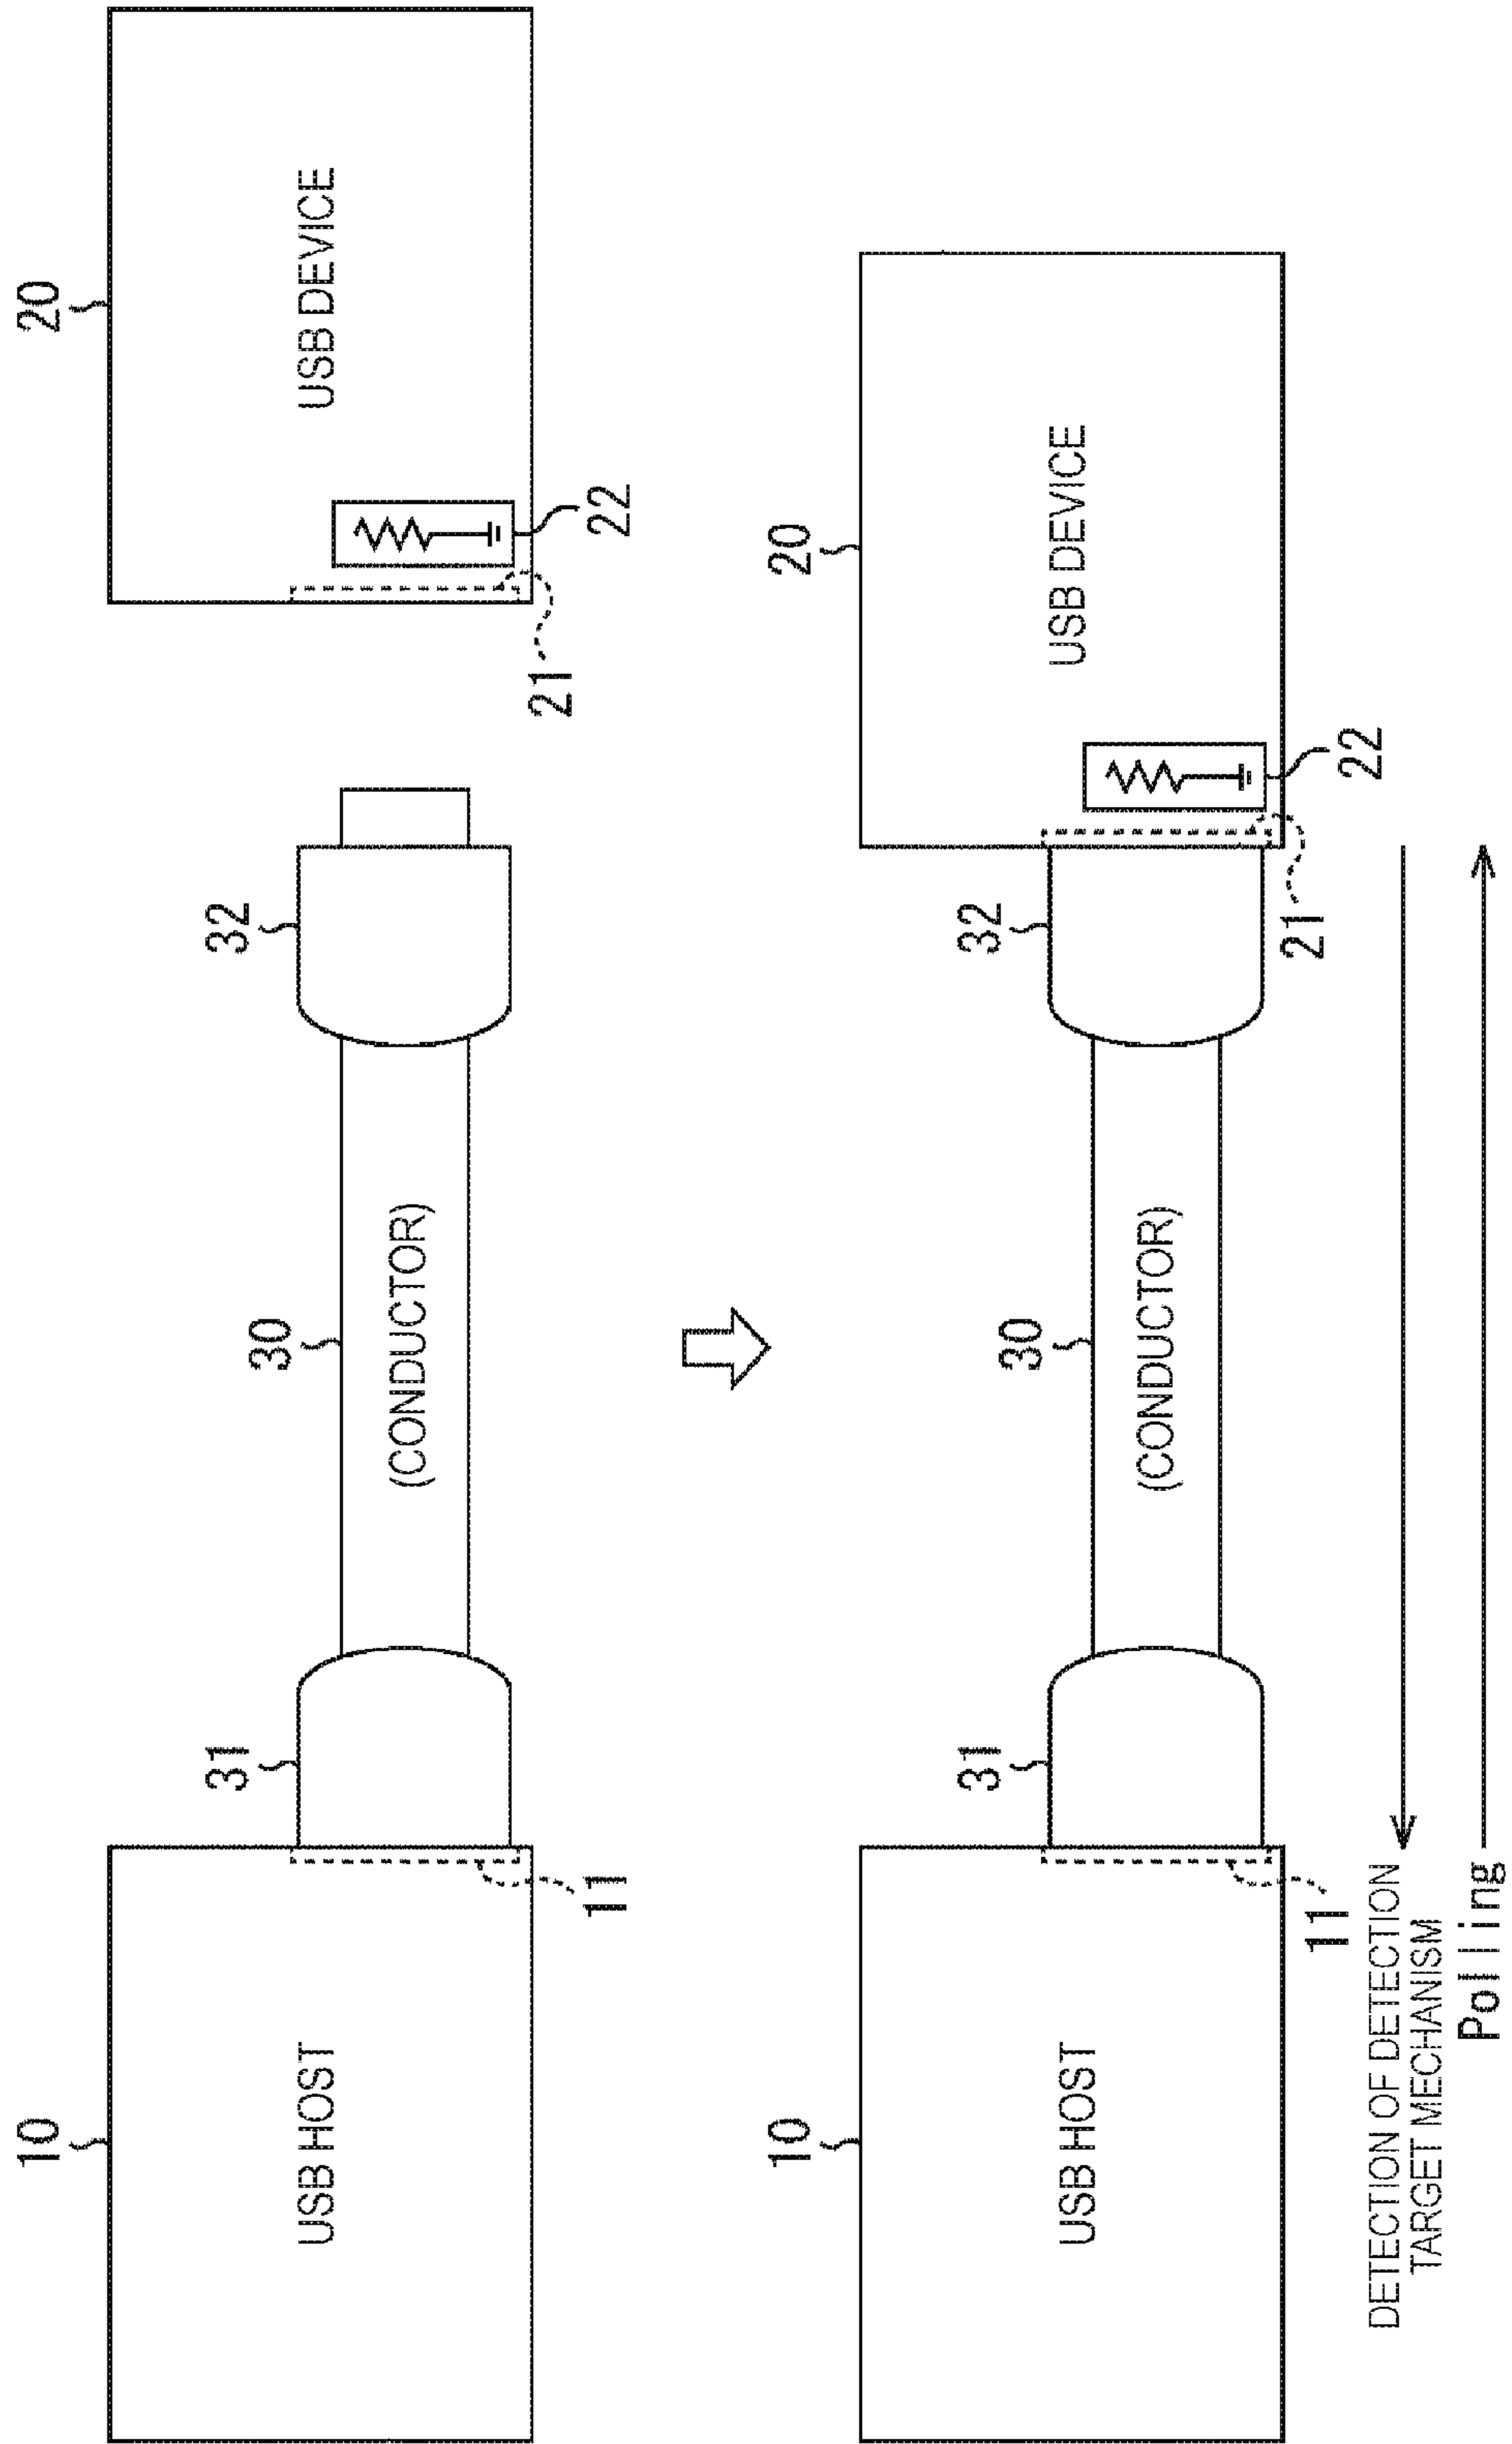 10
20
USB HOST
31
30
32
(CONDUCTOR)
USB DEVICE
11
21
22
10
20
USB HOST
31
30
32
(CONDUCTOR)
USB DEVICE
11
21
22
DETECTION OF DETECTION
TARGET MECHANISM
Polling